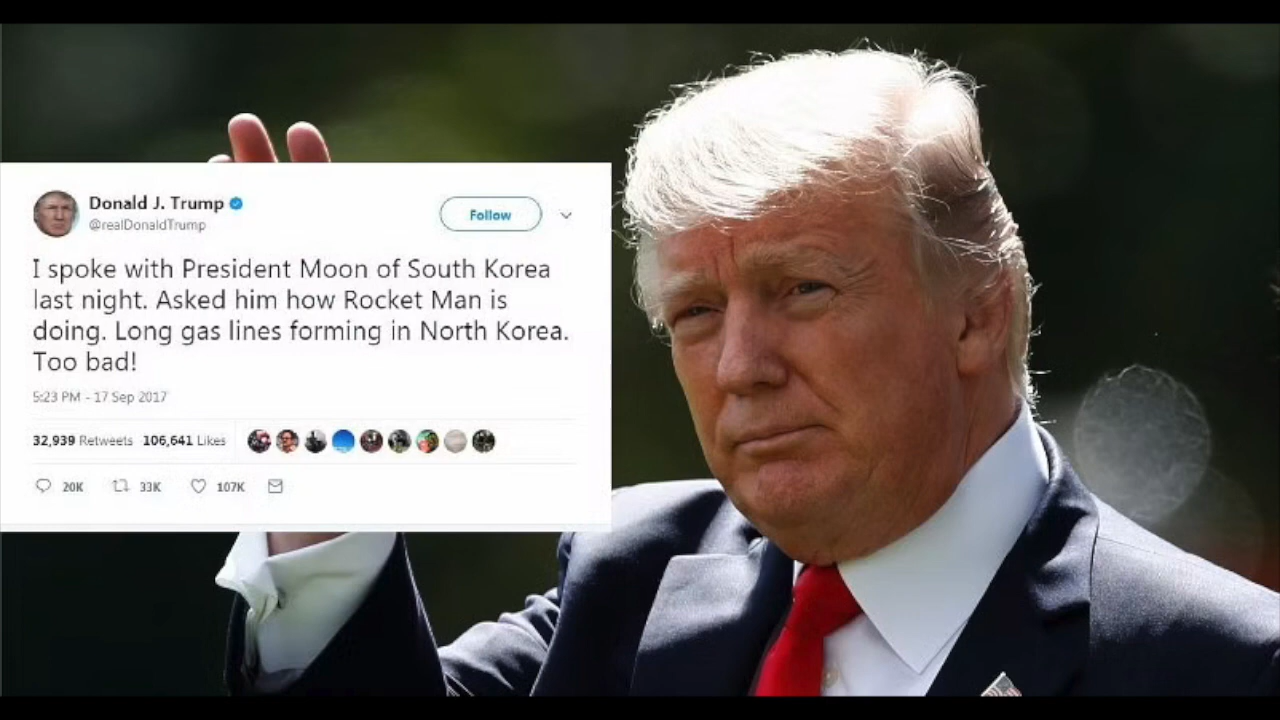 Donald J. Trump
@realDonaldTrump
Follow
I spoke with President Moon of South Korea
last night. Asked him how Rocket Man is
doing. Long gas lines forming in North Korea.
Too bad!
5:23 PM - 17 Sep 2017
32,939 Retweets 106,641 Likes
20K 33K 107K